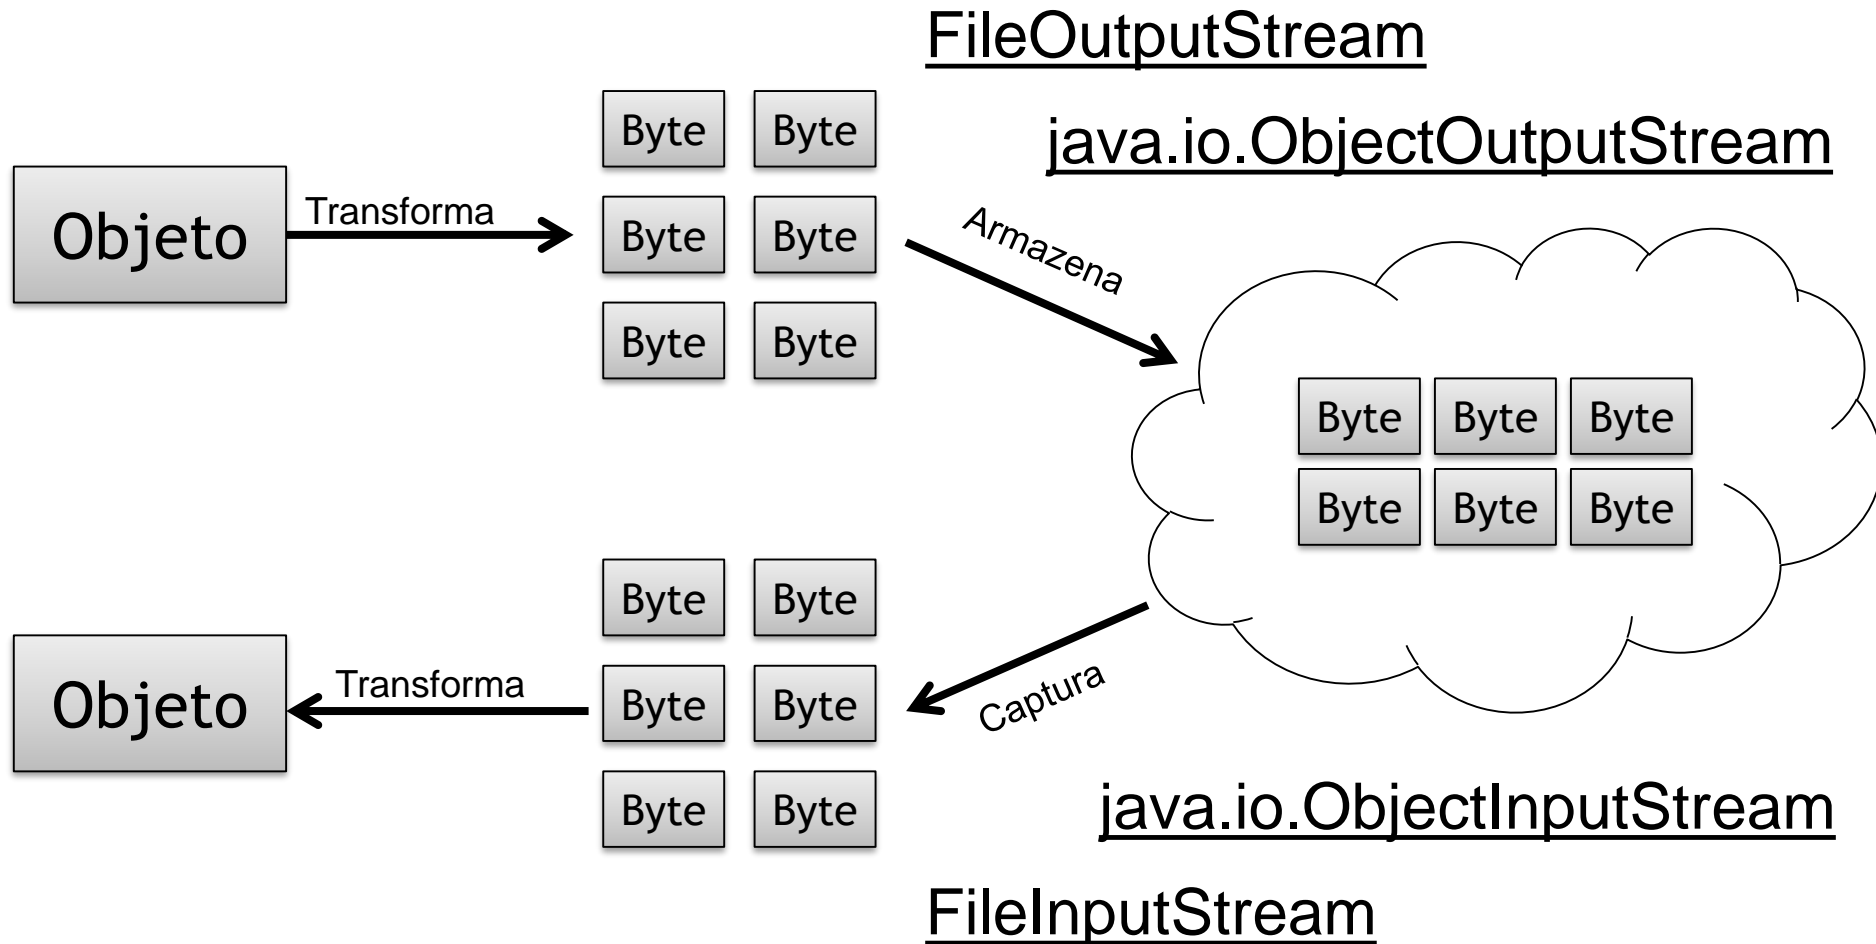 FileOutputStream
java.io.ObjectOutputStream
Objeto
Transforma
Byte Byte
Byte Byte
Byte Byte
Armazena
Byte Byte Byte
Byte Byte Byte
Captura
Byte Byte
Byte Byte
Byte Byte
Transforma
Objeto
java.io.ObjectInputStream
FileInputStream